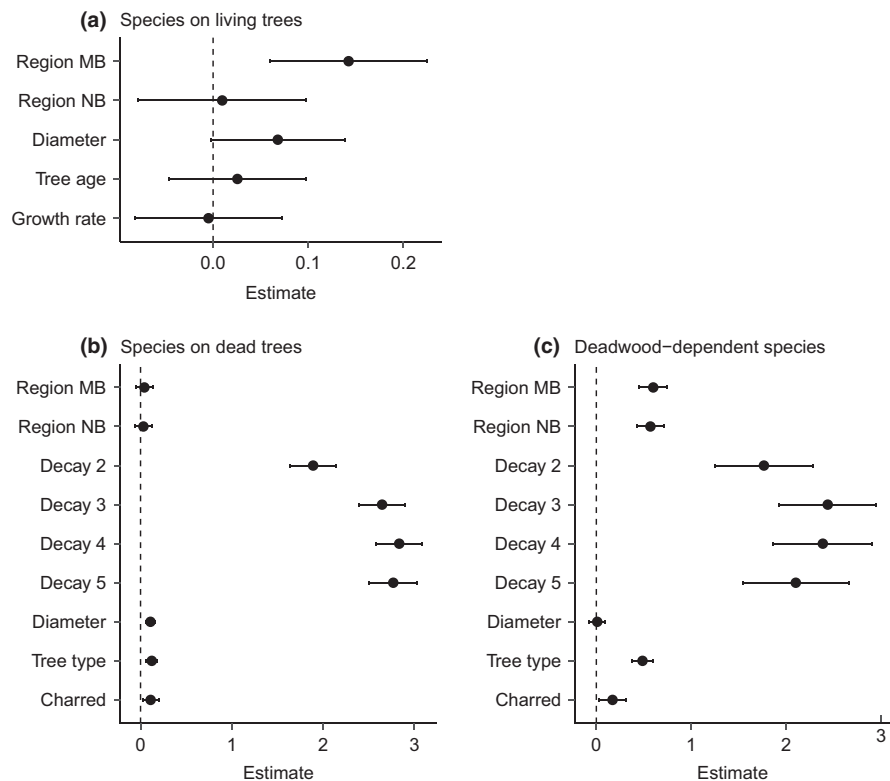 (a) Species on living trees
Region MB
Region NB
Diameter
Tree age
Growth rate
0.0 0.1 0.2
Estimate
(b) Species on dead trees
Region MB
Region NB
Decay 2
Decay 3
Decay 4
Decay 5
Diameter
Tree type
Charred
0 1 2 3
Estimate
(c) Deadwood−dependent species
Region MB
Region NB
Decay 2
Decay 3
Decay 4
Decay 5
Diameter
Tree type
Charred
0 1 2 3
Estimate